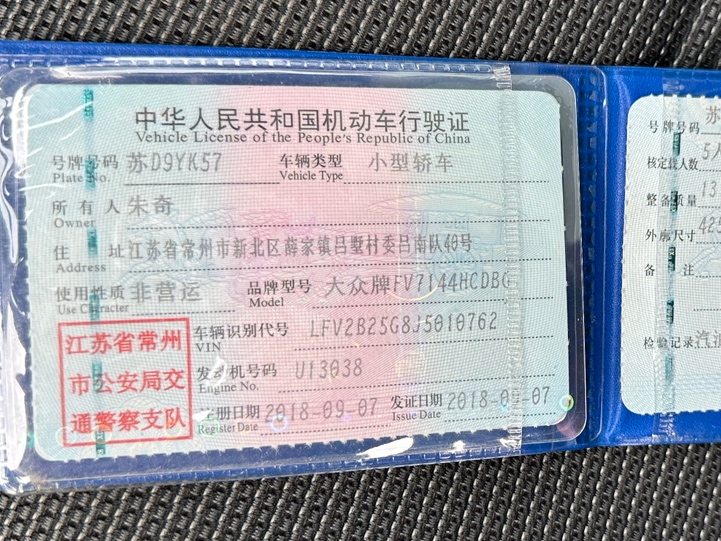 中华人民共和国机动车行驶证
Vehicle License of the People's Republic of China
号牌号码 苏D9YK57 车辆类型 小型轿车
Plate No. Vehicle Type
所有人 朱奇
Owner
住址 江苏省常州市新北区薛家镇吕墅村委吕南队40号
Address
使用性质 非营运 品牌型号 大众牌FV7144HCDBG
Use Character Model
车辆识别代号 LFV2B25G8J5010762
VIN
发动机号码 U13038
Engine No.
注册日期 2018-09-07 发证日期 2018-09-07
Register Date Issue Date
江苏省常州
市公安局交
通警察支队
苏
号牌号码
核定载人数 5人
整备质量 13
外廓尺寸 423
备注
检验记录 汽油